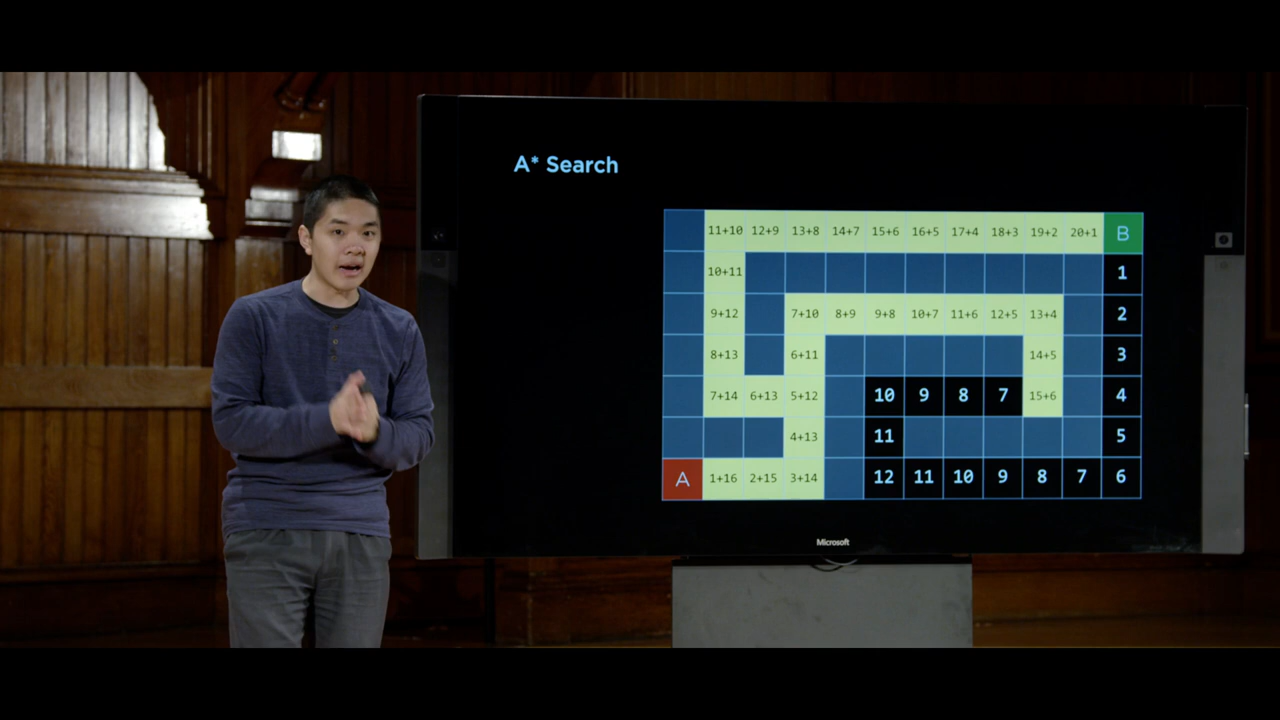 A* Search
11+10 12+9 13+8 14+7 15+6 16+5 17+4 18+3 19+2 20+1 B
10+11 1
9+12 7+10 8+9 9+8 10+7 11+6 12+5 13+4 2
8+13 6+11 14+5 3
7+14 6+13 5+12 10 9 8 7 15+6 4
4+13 11 5
A 1+16 2+15 3+14 12 11 10 9 8 7 6
Microsoft